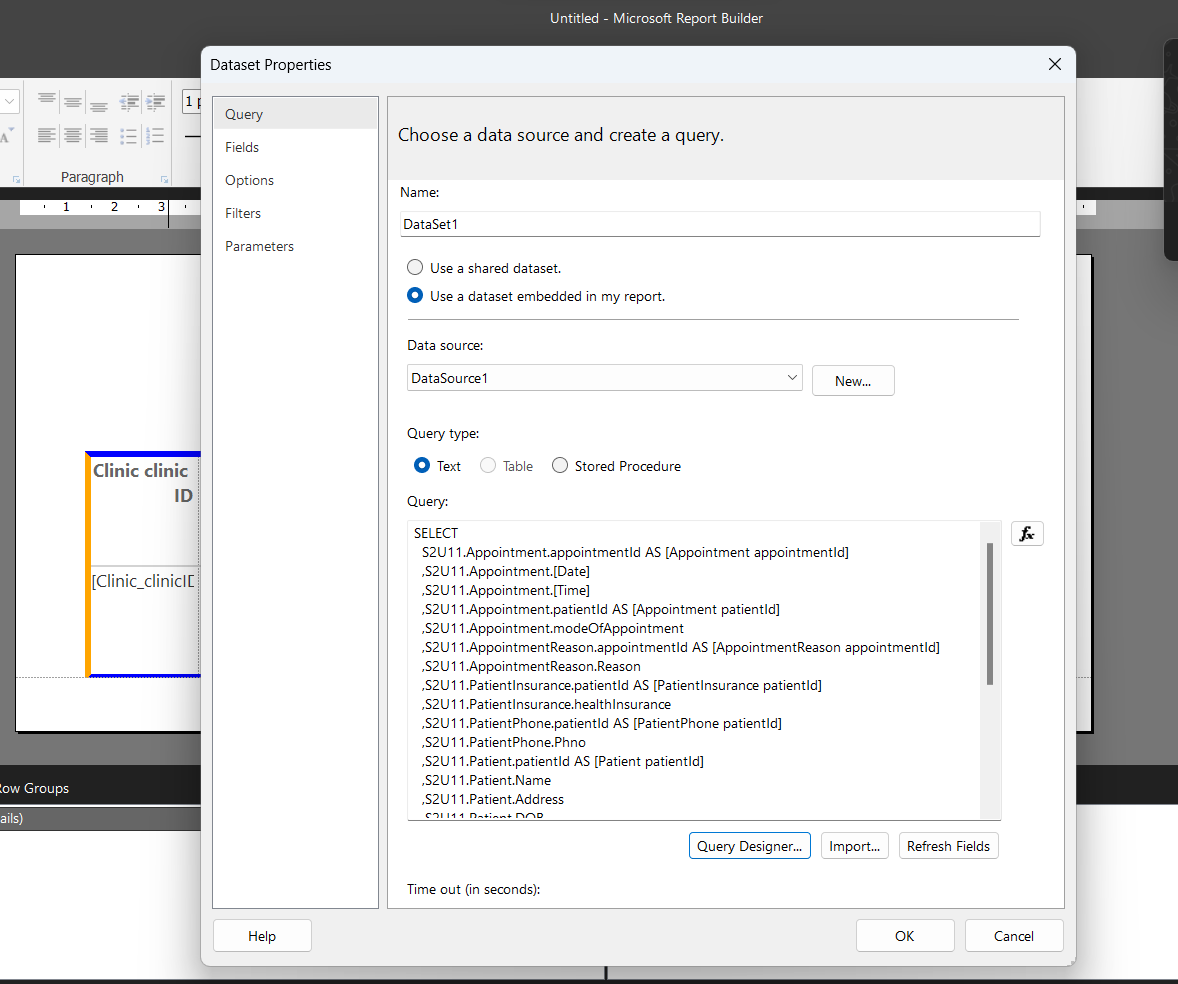 Untitled - Microsoft Report Builder
Dataset Properties
Query
Fields
Options
Filters
Parameters
Choose a data source and create a query.
Name:
DataSet1
Use a shared dataset.
Use a dataset embedded in my report.
Data source:
DataSource1
New...
Query type:
Text
Table
Stored Procedure
Query:
SELECT
S2U11.Appointment.appointmentId AS [Appointment appointmentId]
,S2U11.Appointment.[Date]
,S2U11.Appointment.[Time]
,S2U11.Appointment.patientId AS [Appointment patientId]
,S2U11.Appointment.modeOfAppointment
,S2U11.AppointmentReason.appointmentId AS [AppointmentReason appointmentId]
,S2U11.AppointmentReason.Reason
,S2U11.PatientInsurance.patientId AS [PatientInsurance patientId]
,S2U11.PatientInsurance.healthInsurance
,S2U11.PatientPhone.patientId AS [PatientPhone patientId]
,S2U11.PatientPhone.Phno
,S2U11.Patient.patientId AS [Patient patientId]
,S2U11.Patient.Name
,S2U11.Patient.Address
,S2U11.Patient.DOB
fx
Query Designer...
Import...
Refresh Fields
Time out (in seconds):
Help
OK
Cancel
1 p
A
Paragraph
1 2 3
Clinic clinic
ID
[Clinic_clinicID
Row Groups
ails)